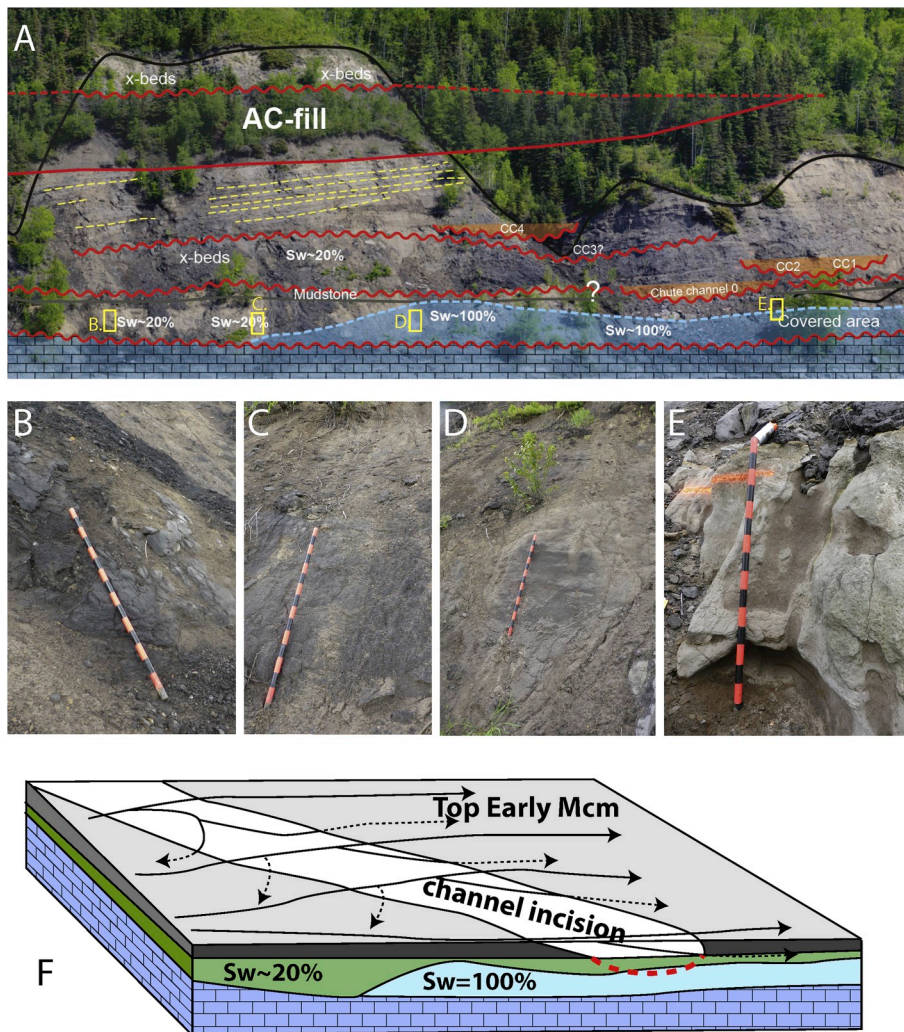 A
x-beds
x-beds
AC-fill
CC4
CC3?
x-beds
Sw~20%
CC2
CC1
Mudstone
?
Chute channel 0
B.
Sw~20%
C
Sw~20%
D
Sw~100%
Sw~100%
E
Covered area
B
C
D
E
Top Early Mcm
channel incision
F
Sw~20%
Sw=100%